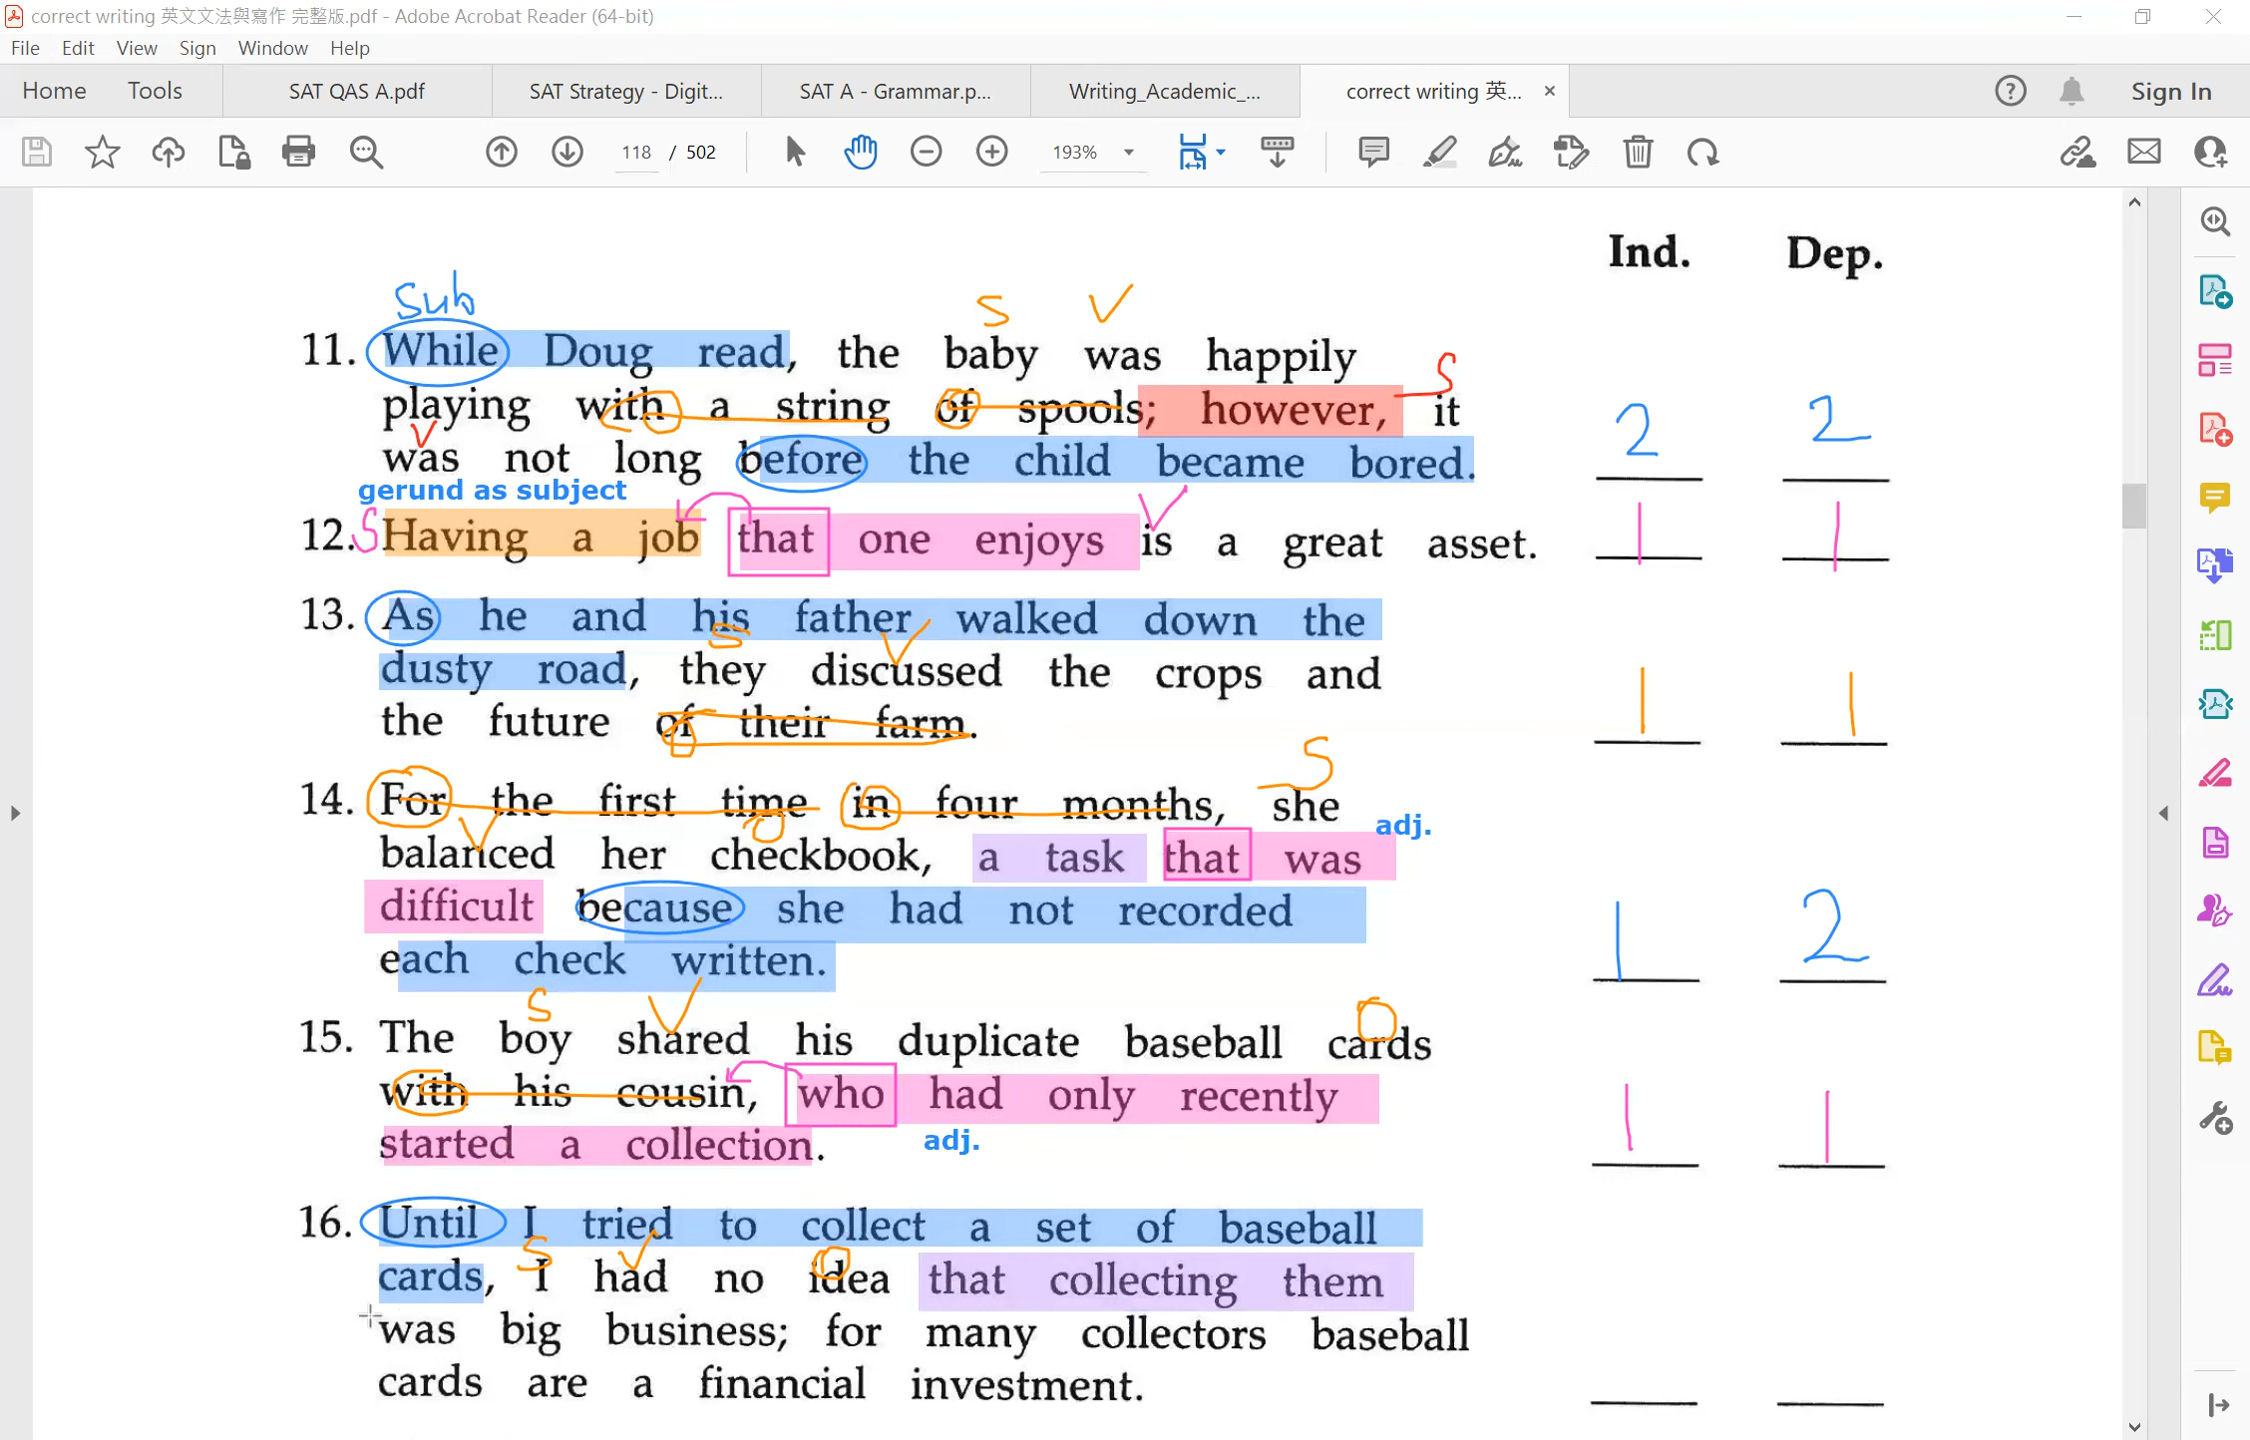 correct writing 英文文法與寫作 完整版.pdf - Adobe Acrobat Reader (64-bit)
File Edit View Sign Window Help
Home Tools SAT QAS A.pdf SAT Strategy - Digit... SAT A - Grammar.p... Writing_Academic_... correct writing 英... × Sign In
118 / 502 193%
Ind. Dep.
Sub S V
11. While Doug read, the baby was happily
S
playing with a string of spools; however, it
V
was not long before the child became bored. 2 2
gerund as subject
S V
12. Having a job that one enjoys is a great asset. 1 1
13. As he and his father walked down the
S V
dusty road, they discussed the crops and
the future of their farm. 1 1
S
14. For the first time in four months, she
V O adj.
balanced her checkbook, a task that was
difficult because she had not recorded
each check written. 1 2
S V O
15. The boy shared his duplicate baseball cards
with his cousin, who had only recently
started a collection. 1 1
adj.
16. Until I tried to collect a set of baseball
S V O
cards, I had no idea that collecting them
was big business; for many collectors baseball
cards are a financial investment.